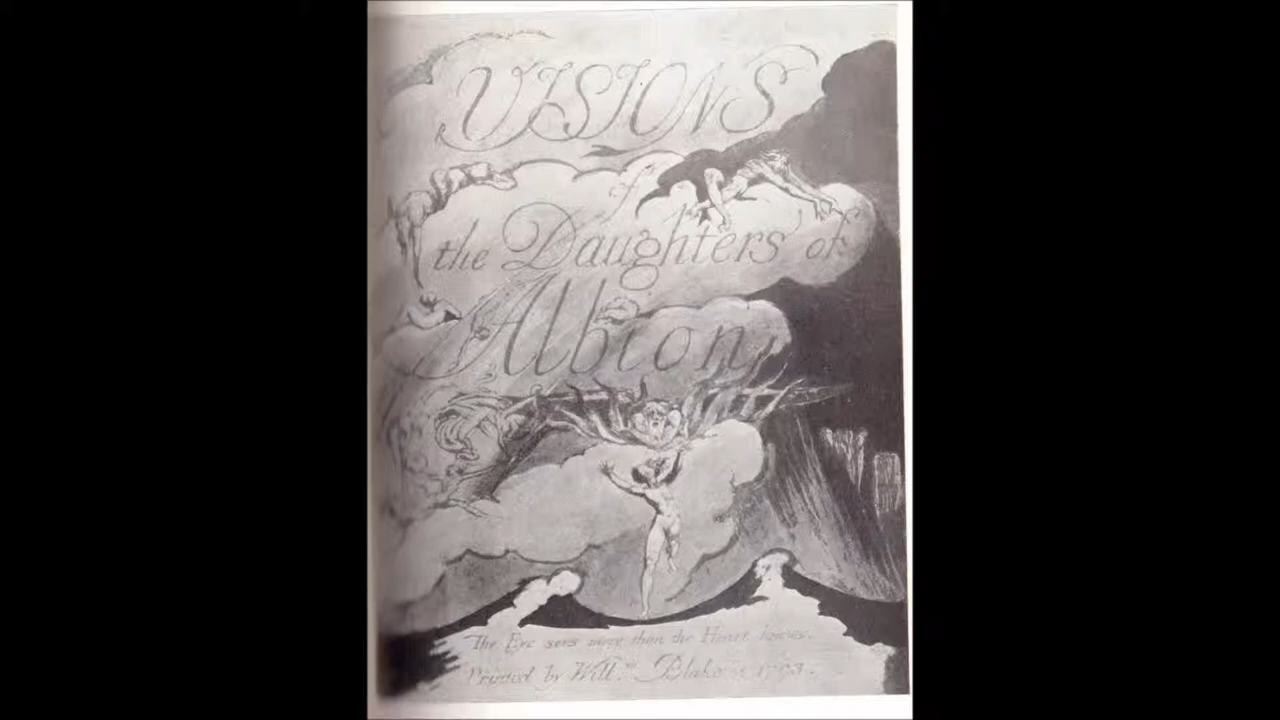 VISIONS
of
the Daughters of
Albion
The Eye sees more than the Heart knows.
Printed by Will.m Blake : 1793.